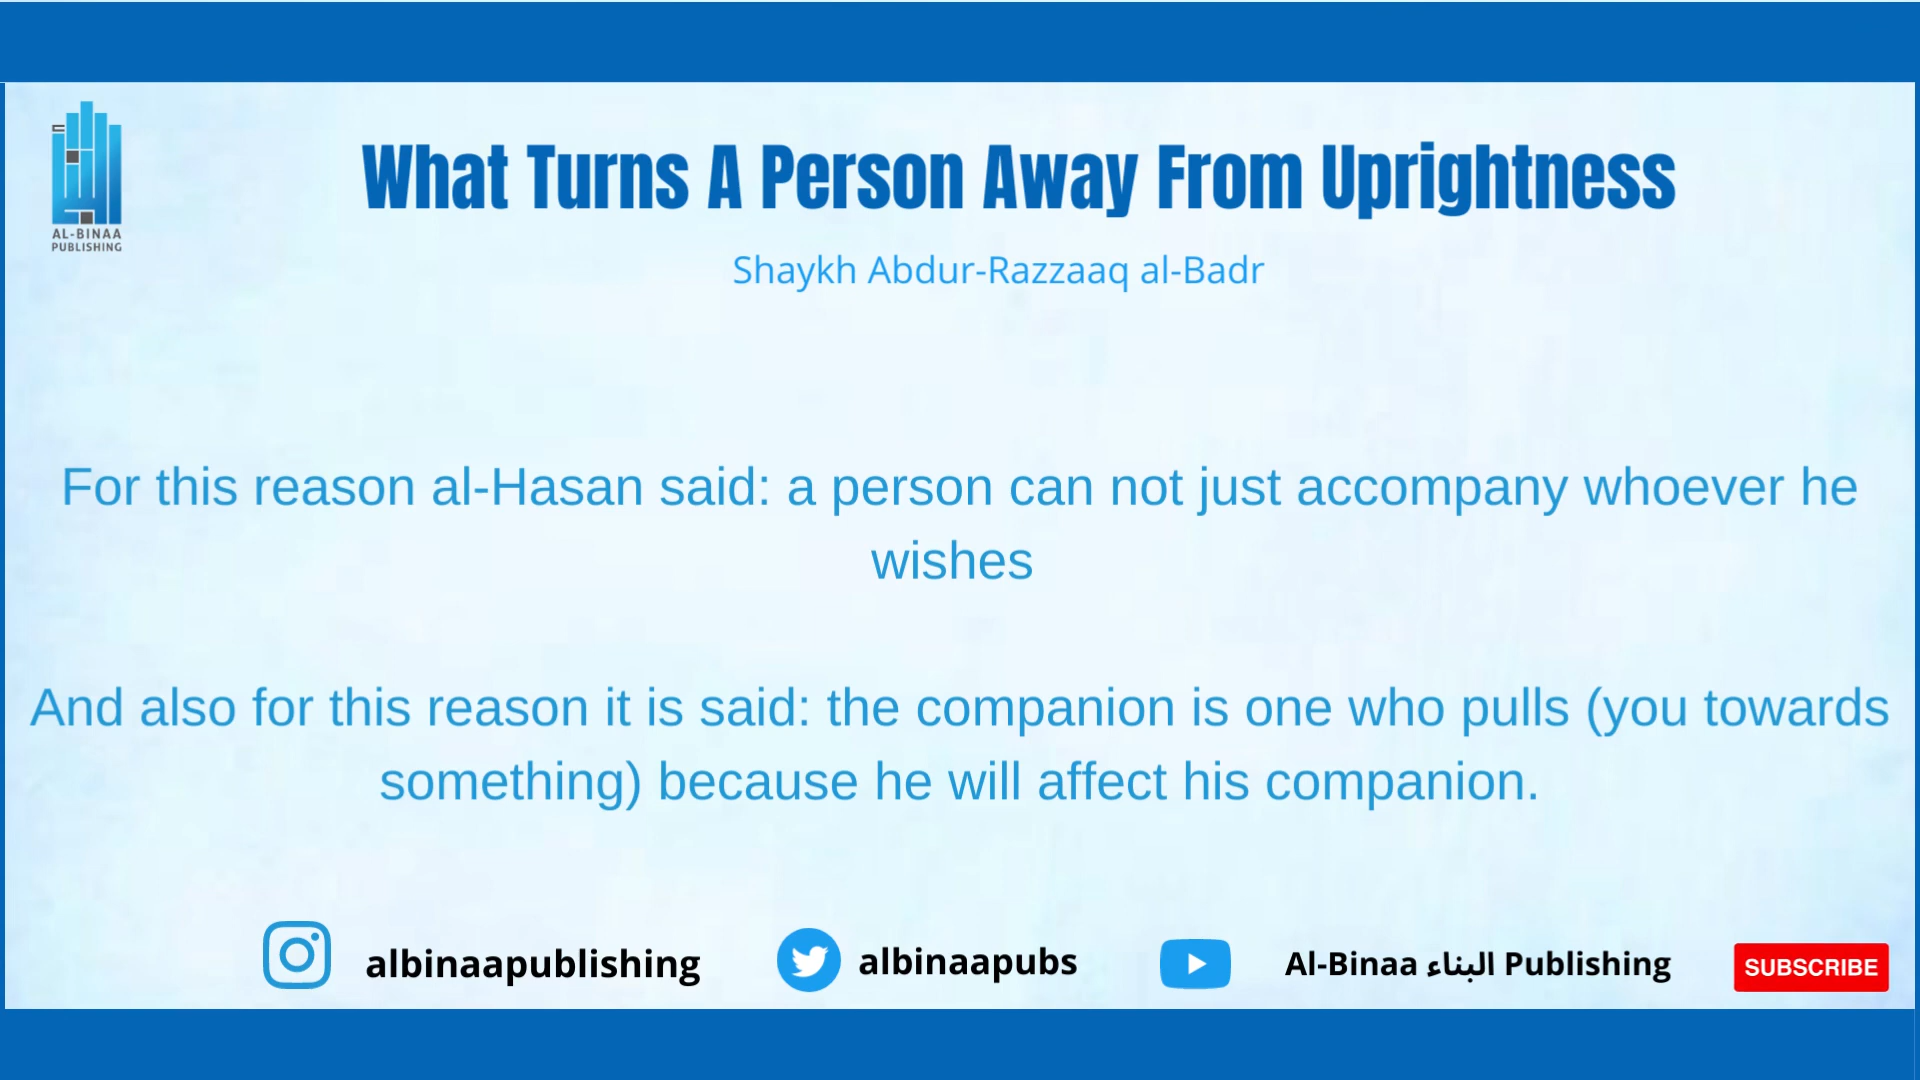 AL-BINAA
PUBLISHING
What Turns A Person Away From Uprightness
Shaykh Abdur-Razzaaq al-Badr
For this reason al-Hasan said: a person can not just accompany whoever he
wishes
And also for this reason it is said: the companion is one who pulls (you towards
something) because he will affect his companion.
albinaapublishing
albinaapubs
Al-Binaa البناء Publishing
SUBSCRIBE